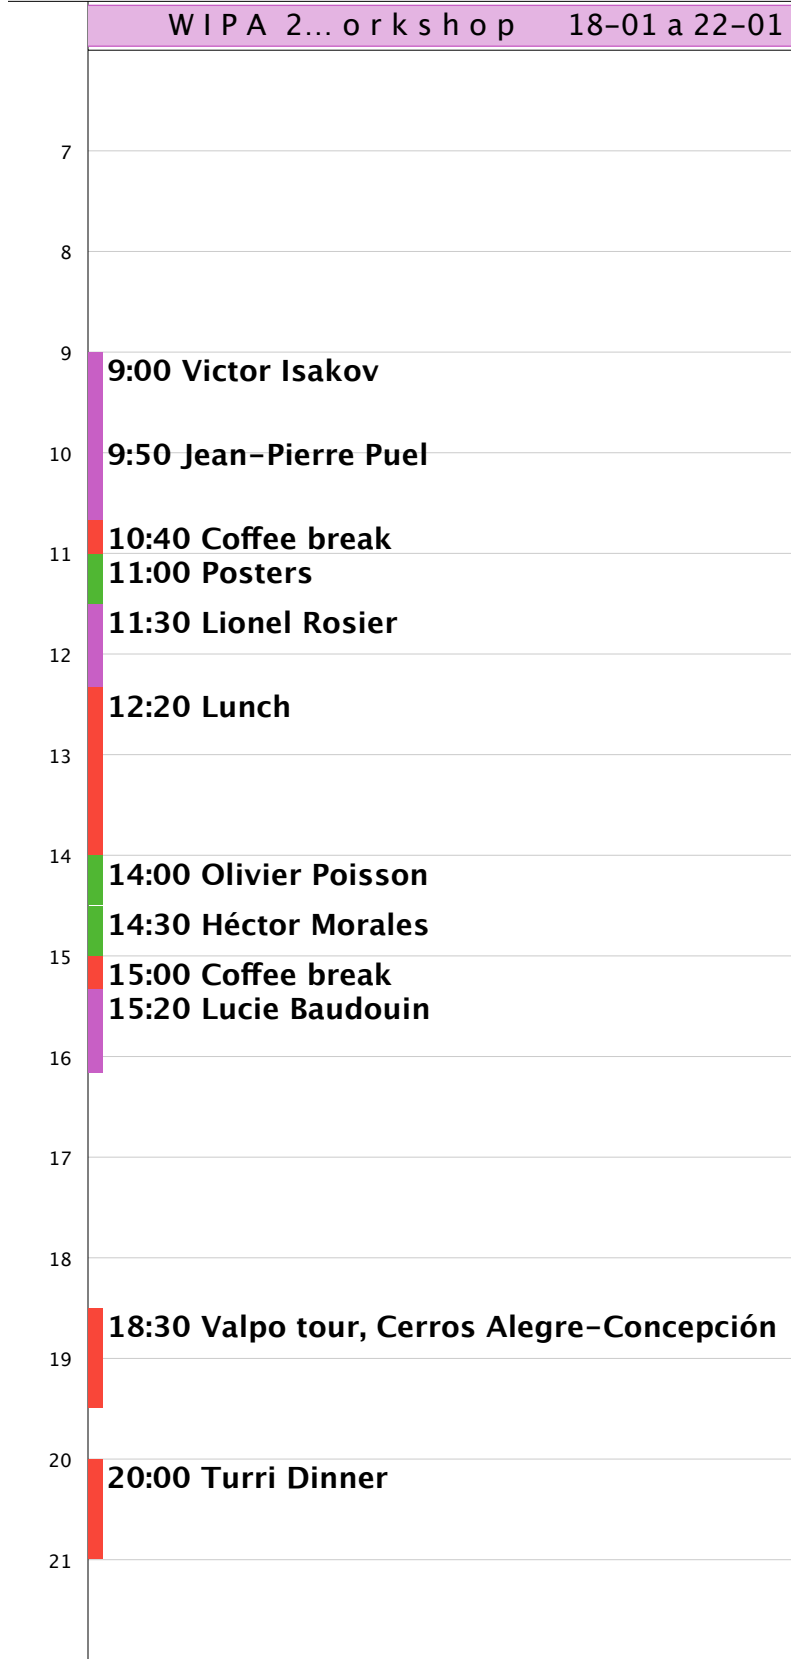 WIPA 2...orkshop 18-01 a 22-01
7
8
9
9:00 Victor Isakov
10
9:50 Jean-Pierre Puel
10:40 Coffee break
11
11:00 Posters
11:30 Lionel Rosier
12
12:20 Lunch
13
14
14:00 Olivier Poisson
14:30 Héctor Morales
15
15:00 Coffee break
15:20 Lucie Baudouin
16
17
18
18:30 Valpo tour, Cerros Alegre-Concepción
19
20
20:00 Turri Dinner
21